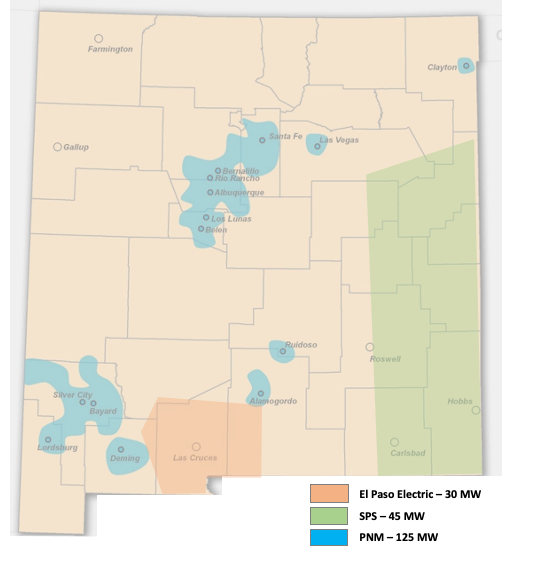 Farmington
Clayton
Gallup
Santa Fe
Las Vegas
Bernalillo
Rio Rancho
Albuquerque
Los Lunas
Belen
Ruidoso
Roswell
Silver City
Bayard
Alamogordo
Hobbs
Lordsburg
Deming
Las Cruces
Carlsbad
El Paso Electric – 30 MW
SPS – 45 MW
PNM – 125 MW